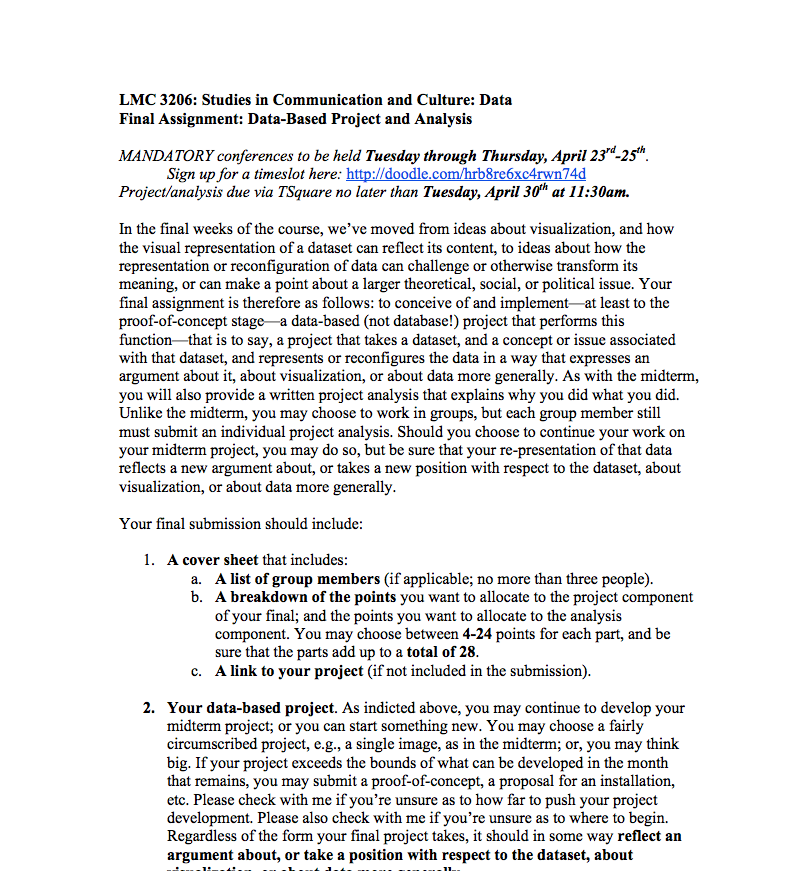 LMC 3206: Studies in Communication and Culture: Data
Final Assignment: Data-Based Project and Analysis
MANDATORY conferences to be held Tuesday through Thursday, April 23rd-25th.
Sign up for a timeslot here: http://doodle.com/hrb8re6xc4rwn74d
Project/analysis due via TSquare no later than Tuesday, April 30th at 11:30am.
In the final weeks of the course, we've moved from ideas about visualization, and how
the visual representation of a dataset can reflect its content, to ideas about how the
representation or reconfiguration of data can challenge or otherwise transform its
meaning, or can make a point about a larger theoretical, social, or political issue. Your
final assignment is therefore as follows: to conceive of and implement—at least to the
proof-of-concept stage—a data-based (not database!) project that performs this
function—that is to say, a project that takes a dataset, and a concept or issue associated
with that dataset, and represents or reconfigures the data in a way that expresses an
argument about it, about visualization, or about data more generally. As with the midterm,
you will also provide a written project analysis that explains why you did what you did.
Unlike the midterm, you may choose to work in groups, but each group member still
must submit an individual project analysis. Should you choose to continue your work on
your midterm project, you may do so, but be sure that your re-presentation of that data
reflects a new argument about, or takes a new position with respect to the dataset, about
visualization, or about data more generally.
Your final submission should include:
1. A cover sheet that includes:
a. A list of group members (if applicable; no more than three people).
b. A breakdown of the points you want to allocate to the project component
of your final; and the points you want to allocate to the analysis
component. You may choose between 4-24 points for each part, and be
sure that the parts add up to a total of 28.
c. A link to your project (if not included in the submission).
2. Your data-based project. As indicted above, you may continue to develop your
midterm project; or you can start something new. You may choose a fairly
circumscribed project, e.g., a single image, as in the midterm; or, you may think
big. If your project exceeds the bounds of what can be developed in the month
that remains, you may submit a proof-of-concept, a proposal for an installation,
etc. Please check with me if you're unsure as to how far to push your project
development. Please also check with me if you're unsure as to where to begin.
Regardless of the form your final project takes, it should in some way reflect an
argument about, or take a position with respect to the dataset, about